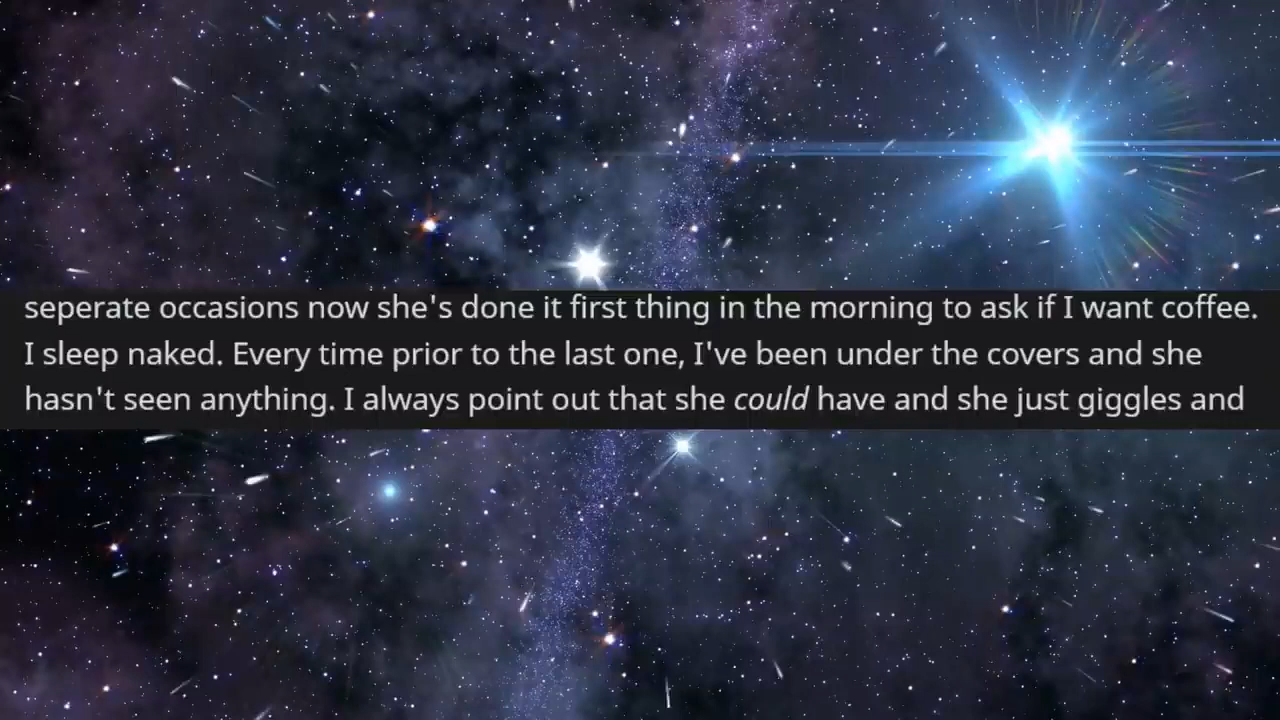 seperate occasions now she's done it first thing in the morning to ask if I want coffee.
I sleep naked. Every time prior to the last one, I've been under the covers and she
hasn't seen anything. I always point out that she could have and she just giggles and